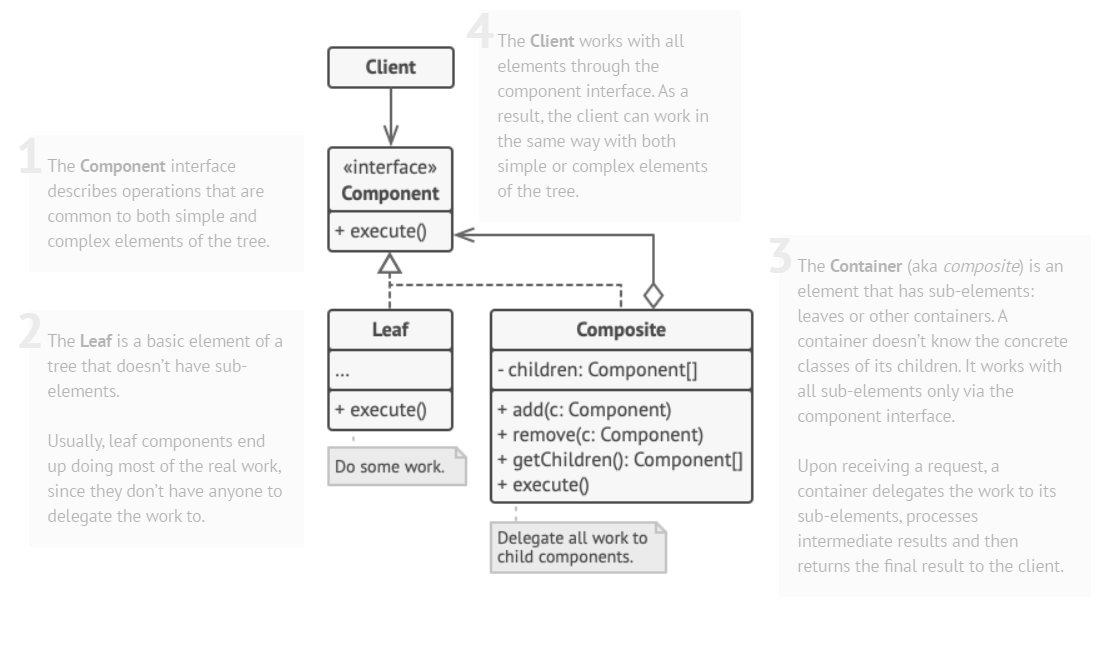 Client
«interface»
Component
+ execute()
Leaf
...
+ execute()
Do some work.
Composite
- children: Component[]
+ add(c: Component)
+ remove(c: Component)
+ getChildren(): Component[]
+ execute()
Delegate all work to
child components.
1
The Component interface
describes operations that are
common to both simple and
complex elements of the tree.
2
The Leaf is a basic element of a
tree that doesn’t have sub-
elements.
Usually, leaf components end
up doing most of the real work,
since they don’t have anyone to
delegate the work to.
3
The Container (aka composite) is an
element that has sub-elements:
leaves or other containers. A
container doesn’t know the concrete
classes of its children. It works with
all sub-elements only via the
component interface.
Upon receiving a request, a
container delegates the work to its
sub-elements, processes
intermediate results and then
returns the final result to the client.
4
The Client works with all
elements through the
component interface. As a
result, the client can work in
the same way with both
simple or complex elements
of the tree.